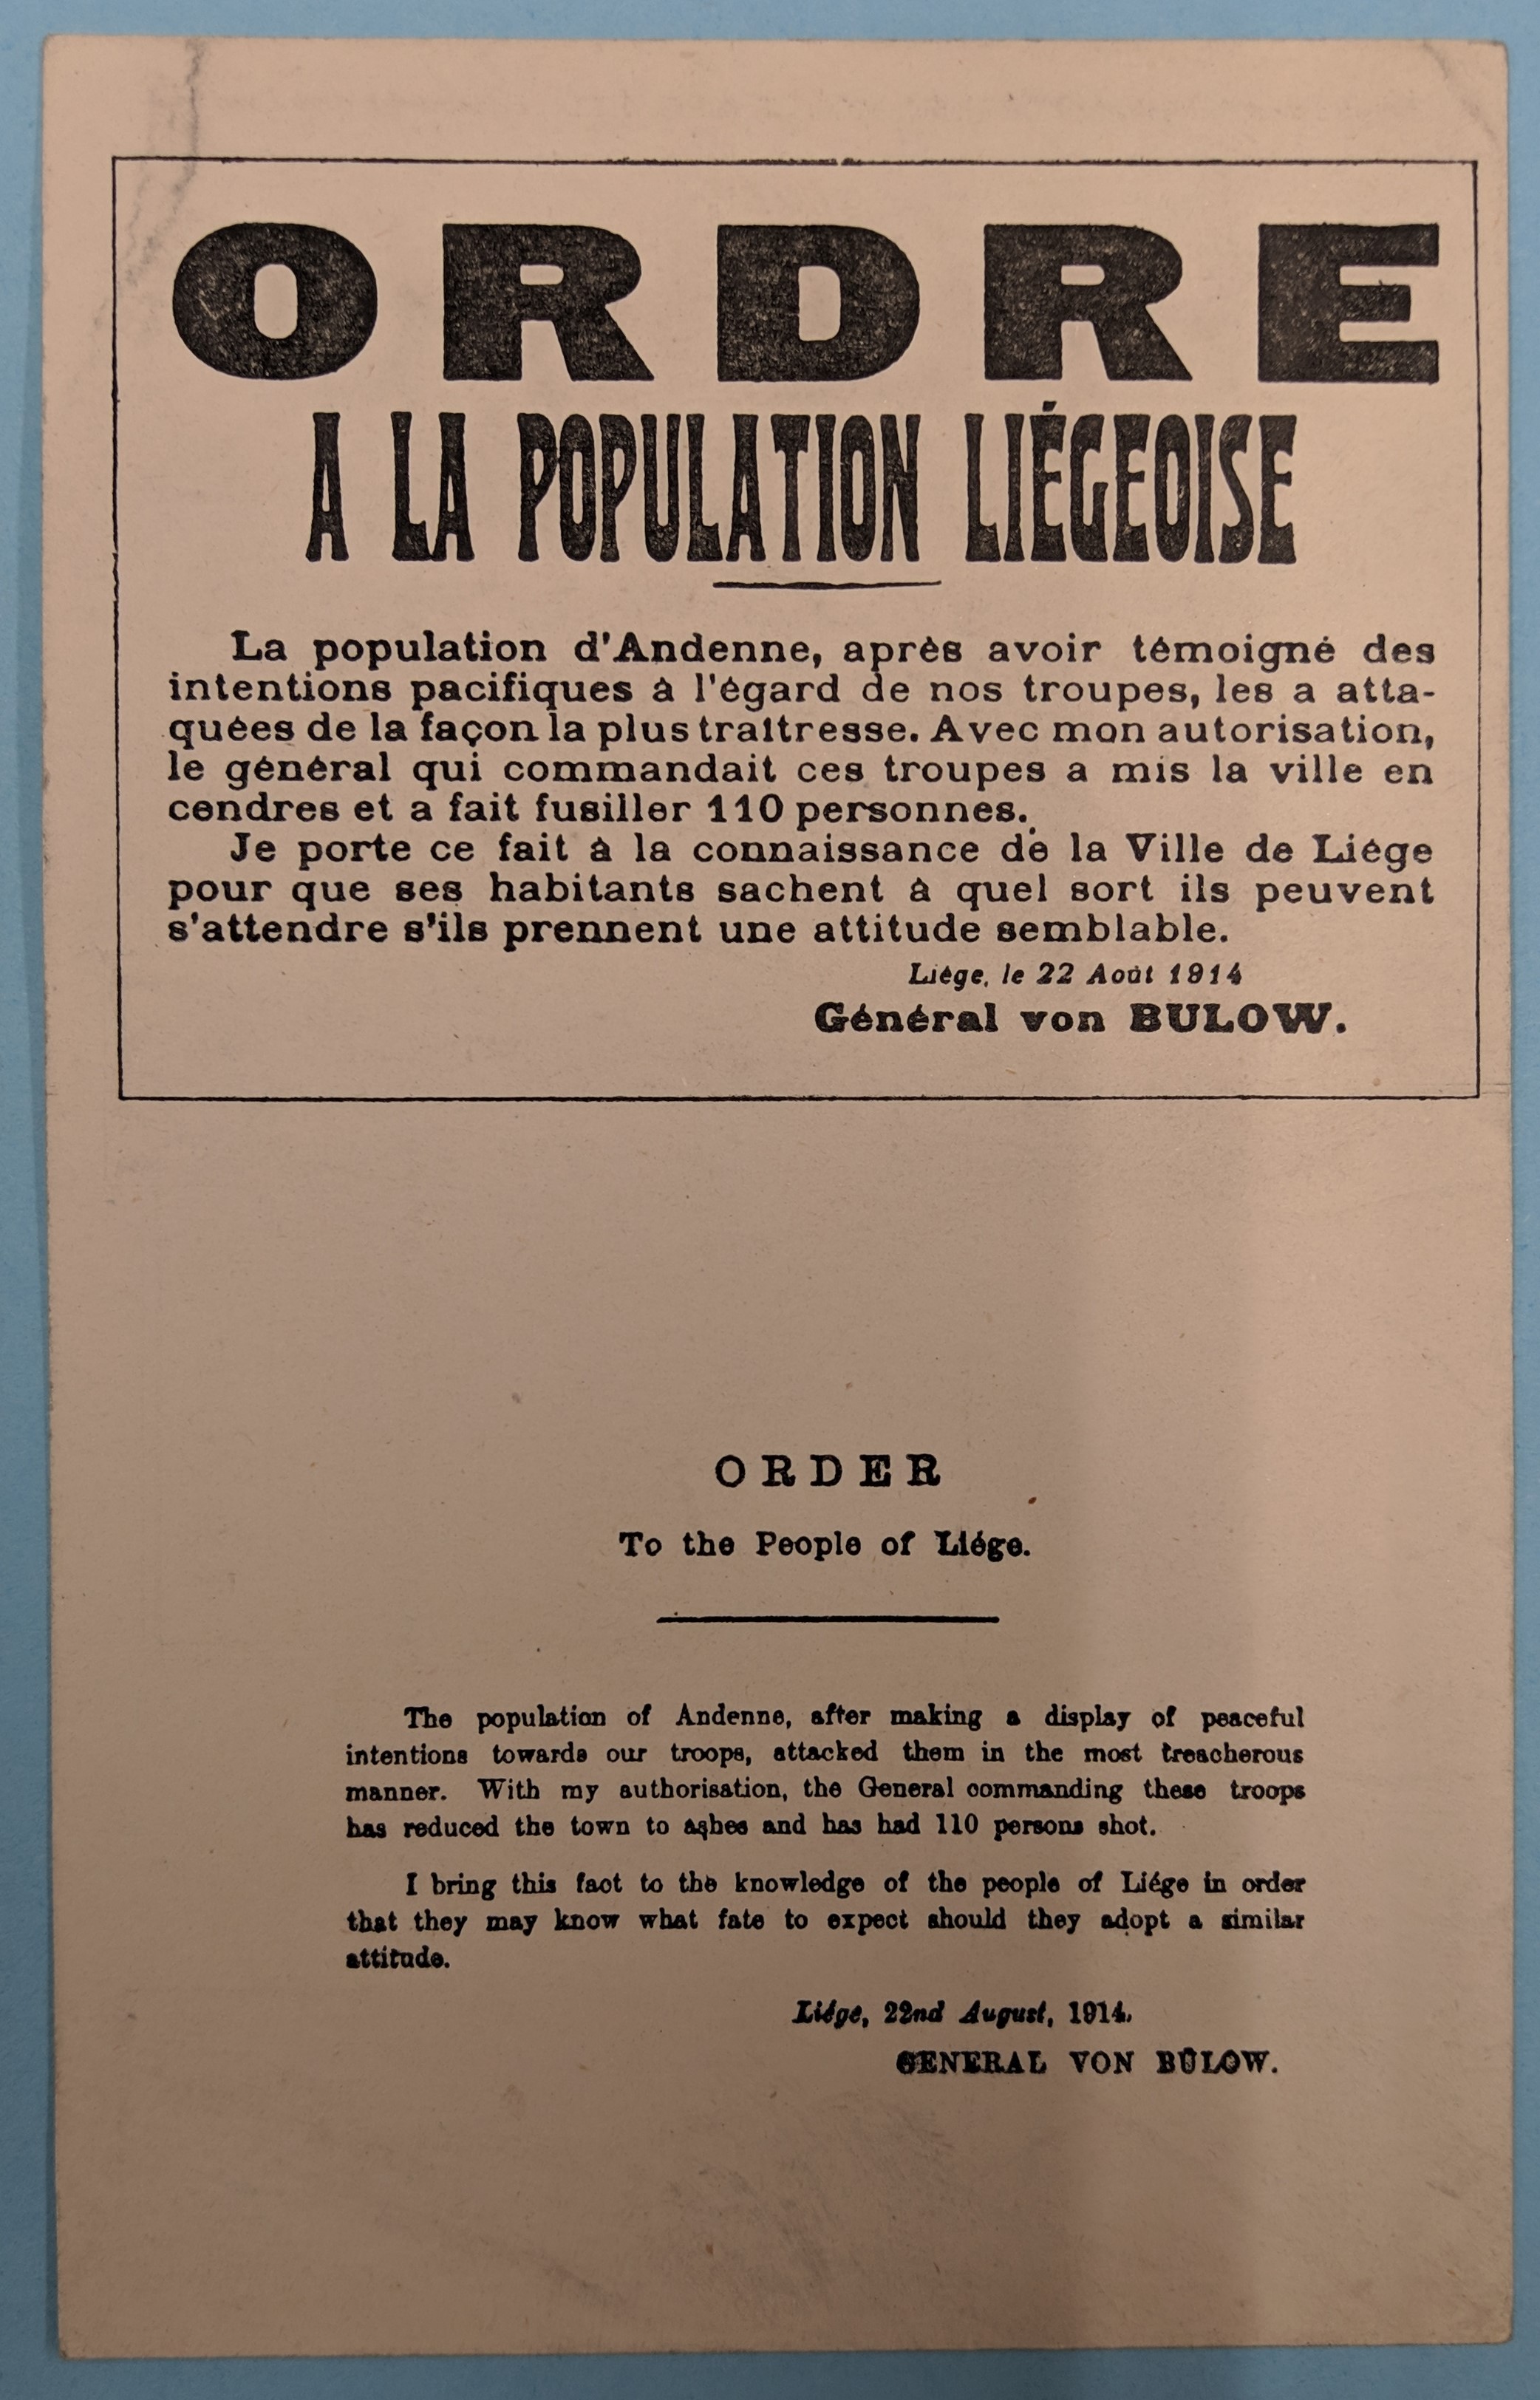 ORDRE
A LA POPULATION LIÉGEOISE
La population d'Andenne, après avoir témoigné des
intentions pacifiques à l'égard de nos troupes, les a atta-
quées de la façon la plus traîtresse. Avec mon autorisation,
le général qui commandait ces troupes a mis la ville en
cendres et a fait fusiller 110 personnes.
Je porte ce fait à la connaissance de la Ville de Liége
pour que ses habitants sachent à quel sort ils peuvent
s'attendre s'ils prennent une attitude semblable.
Liége, le 22 Août 1914
Général von BULOW.
ORDER
To the People of Liége.
The population of Andenne, after making a display of peaceful
intentions towards our troops, attacked them in the most treacherous
manner. With my authorisation, the General commanding these troops
has reduced the town to ashes and has had 110 persons shot.
I bring this fact to the knowledge of the people of Liége in order
that they may know what fate to expect should they adopt a similar
attitude.
Liége, 22nd August, 1914.
GENERAL VON BÜLOW.